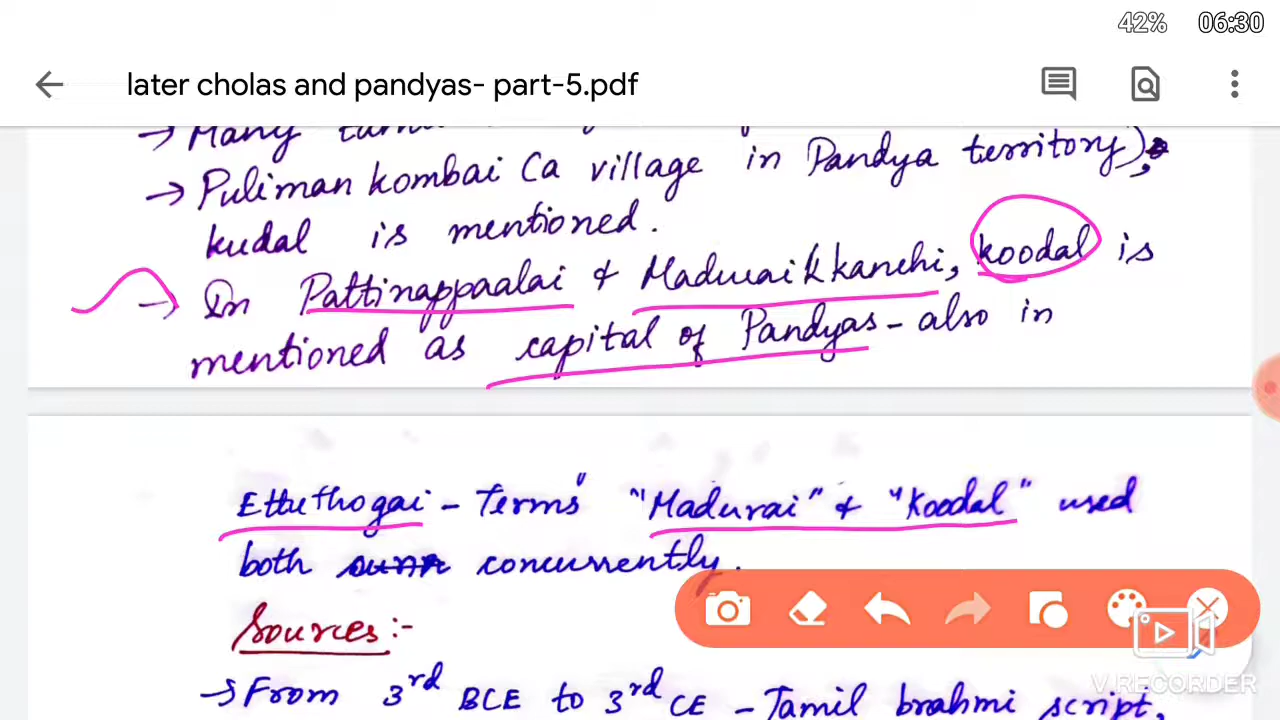 42% 06:30
later cholas and pandyas- part-5.pdf
→ Many
→ Puliman kombai (a village in Pandya territory),
kudal is mentioned.
→ In Pattinappaalai & Maduraikkanchi, koodal is
mentioned as capital of Pandyas - also in
Ettuthogai - Terms "Madurai" & "Koodal" used
both concurrently.
Sources:-
→ From 3rd BCE to 3rd CE - Tamil brahmi script.
V RECORDER